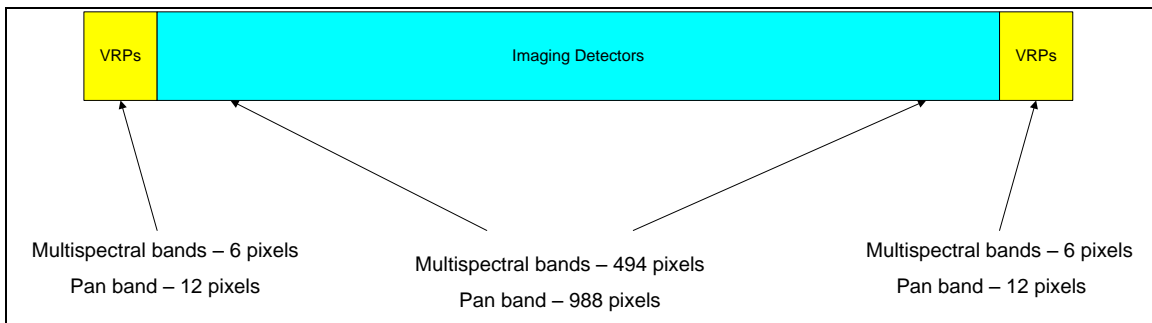 VRPs
Imaging Detectors
VRPs
Multispectral bands – 6 pixels
Pan band – 12 pixels
Multispectral bands – 494 pixels
Pan band – 988 pixels
Multispectral bands – 6 pixels
Pan band – 12 pixels